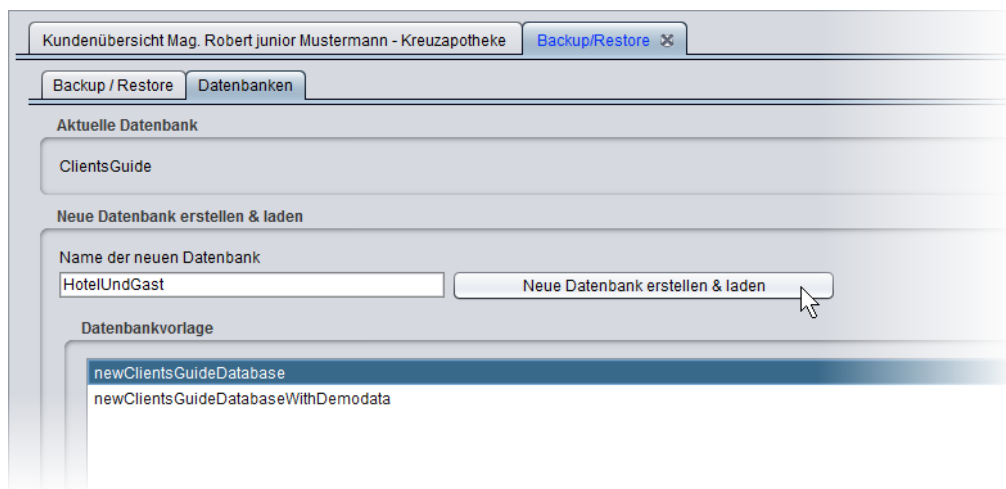 Kundenübersicht Mag. Robert junior Mustermann - Kreuzapotheke Backup/Restore
Backup / Restore Datenbanken
Aktuelle Datenbank
ClientsGuide
Neue Datenbank erstellen & laden
Name der neuen Datenbank
HotelUndGast Neue Datenbank erstellen & laden
Datenbankvorlage
newClientsGuideDatabase
newClientsGuideDatabaseWithDemodata